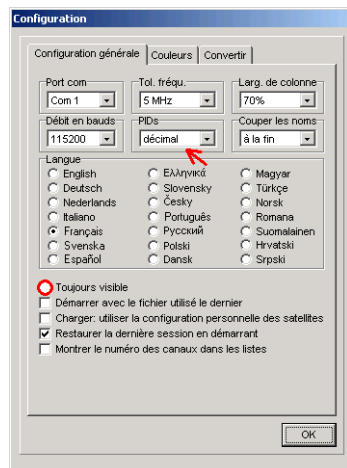 Configuration
Configuration générale Couleurs Convertir
Port com Tol. fréqu. Larg. de colonne
Com 1 5 MHz 70%
Débit en bauds PIDs Couper les noms
115200 décimal à la fin
Langue
English Ελληνικά Magyar
Deutsch Slovensky Türkçe
Nederlands Česky Norsk
Italiano Português Romana
Français Русский Suomalainen
Svenska Polski Hrvatski
Español Dansk Srpski
Toujours visible
Démarrer avec le fichier utilisé le dernier
Charger: utiliser la configuration personnelle des satellites
Restaurer la dernière session en démarrant
Montrer le numéro des canaux dans les listes
OK